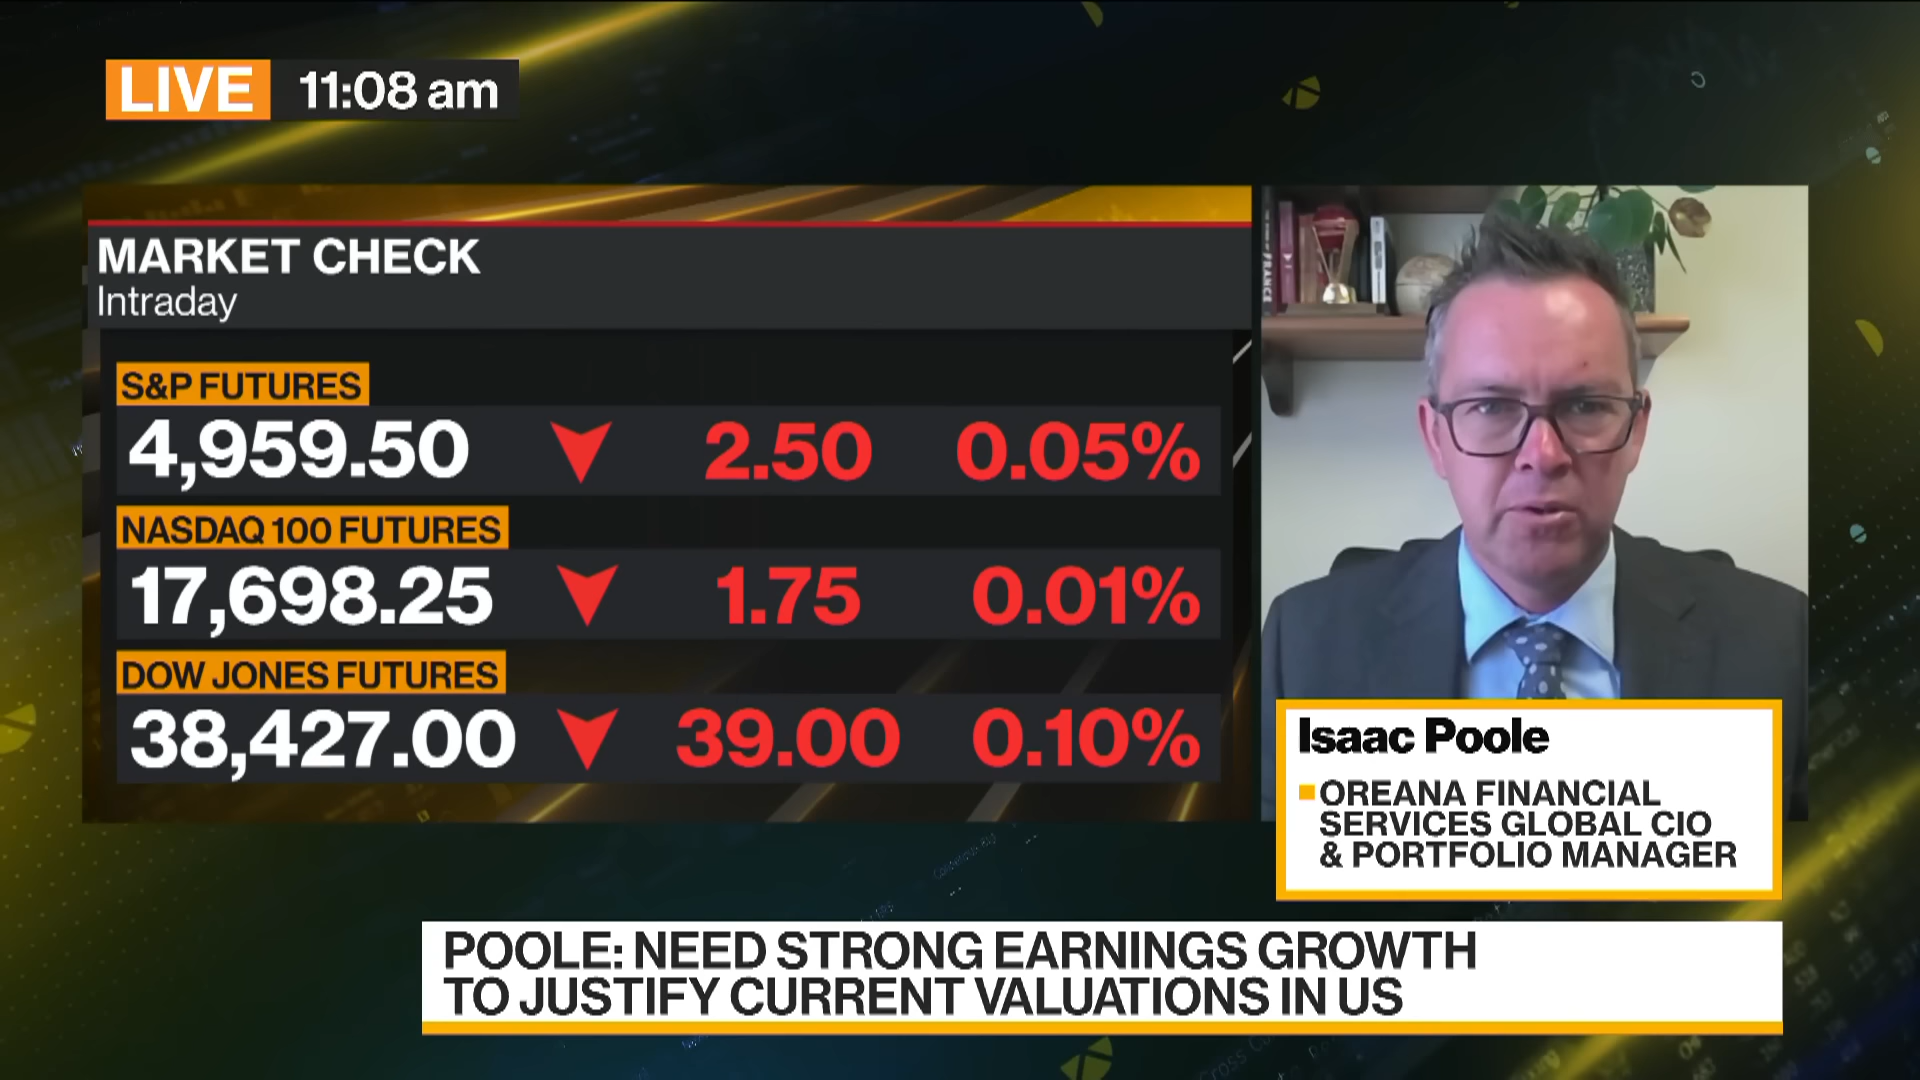 LIVE 11:08 am
MARKET CHECK
Intraday
S&P FUTURES
4,959.50 2.50 0.05%
NASDAQ 100 FUTURES
17,698.25 1.75 0.01%
DOW JONES FUTURES
38,427.00 39.00 0.10%
FRANCE
Isaac Poole
OREANA FINANCIAL
SERVICES GLOBAL CIO
& PORTFOLIO MANAGER
POOLE: NEED STRONG EARNINGS GROWTH
TO JUSTIFY CURRENT VALUATIONS IN US